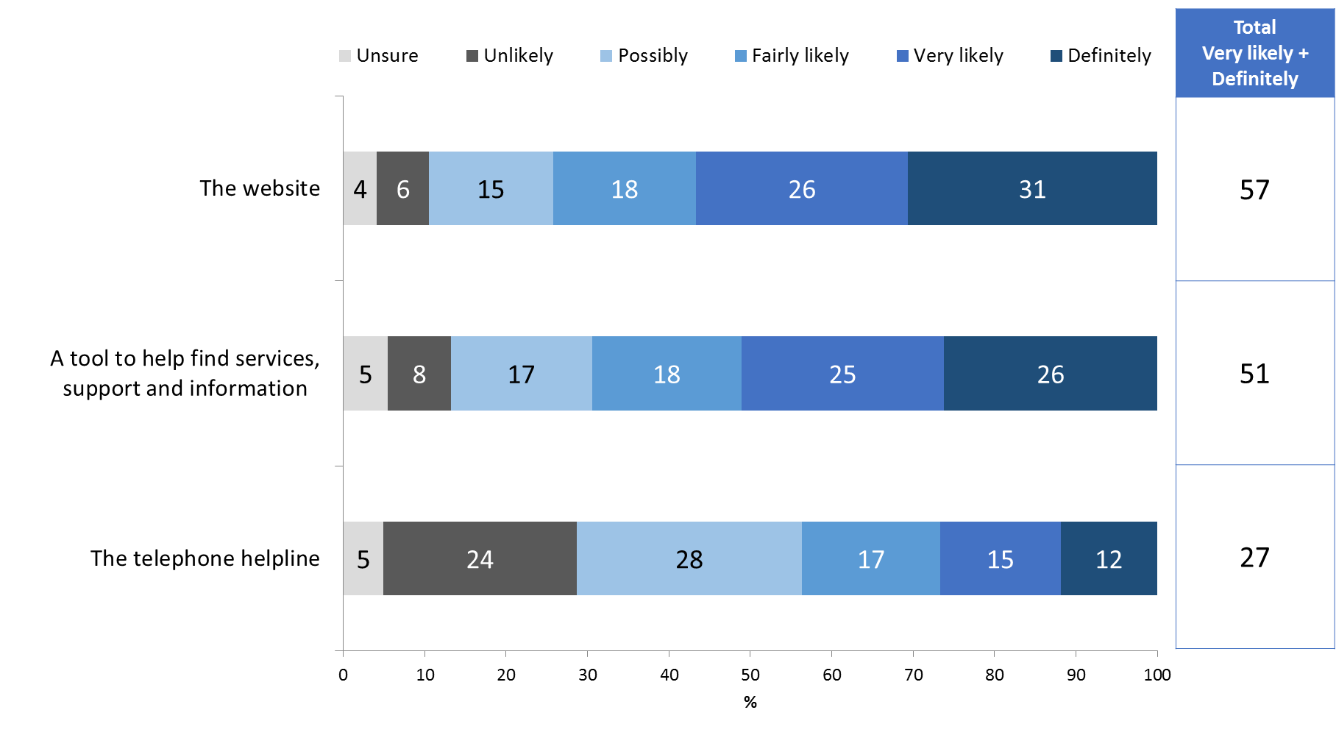 Total
Very likely +
Definitely
Unsure Unlikely Possibly Fairly likely Very likely Definitely
The website 4 6 15 18 26 31 57
A tool to help find services,
support and information
5 8 17 18 25 26 51
The telephone helpline 5 24 28 17 15 12 27
0 10 20 30 40 50 60 70 80 90 100
%